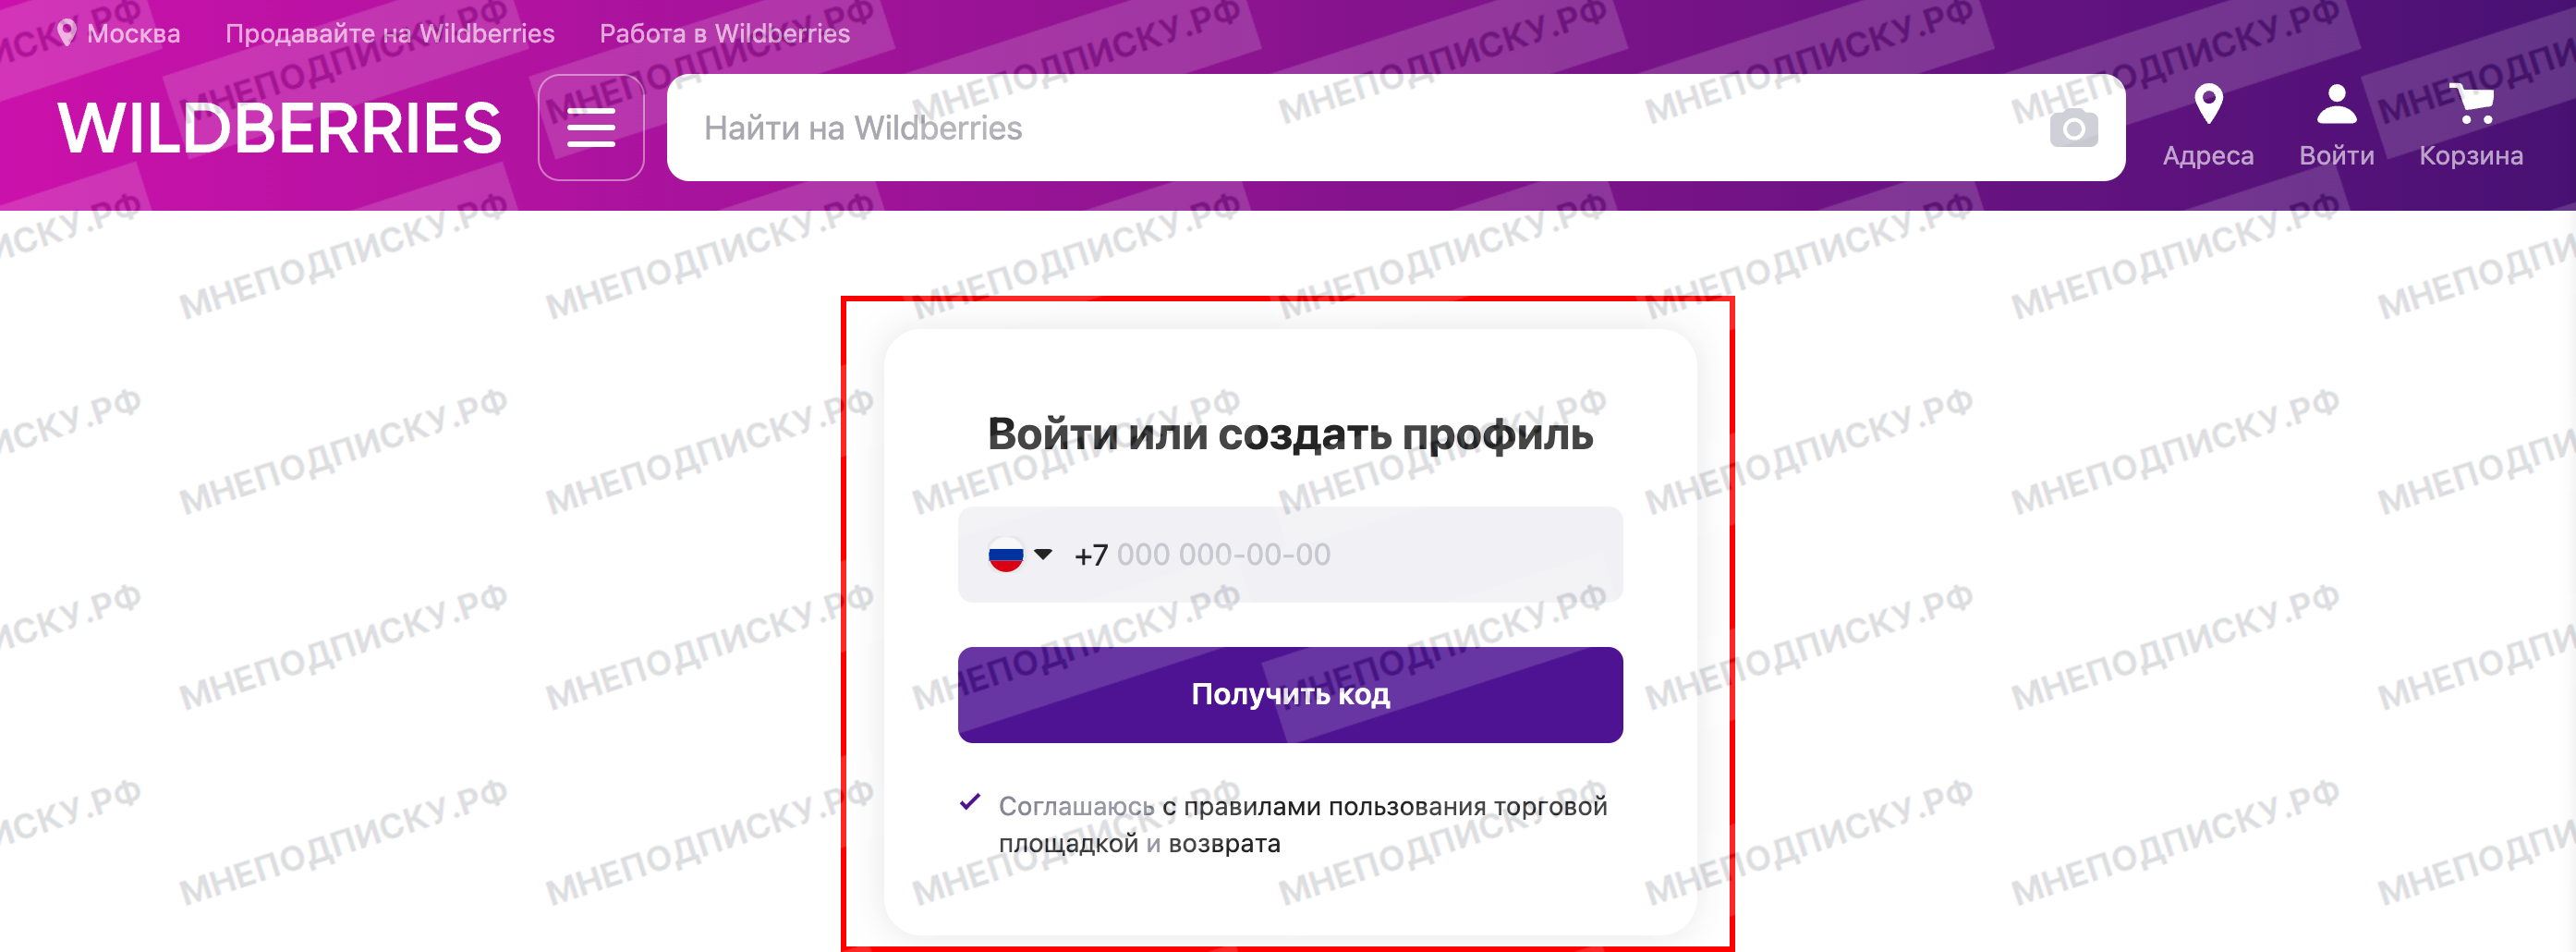 Москва Продавайте на Wildberries Работа в Wildberries
WILDBERRIES Найти на Wildberries Адреса Войти Корзина
Войти или создать профиль
+7 000 000-00-00
Получить код
Соглашаюсь с правилами пользования торговой
площадкой и возврата
МНЕПОДПИСКУ.РФ